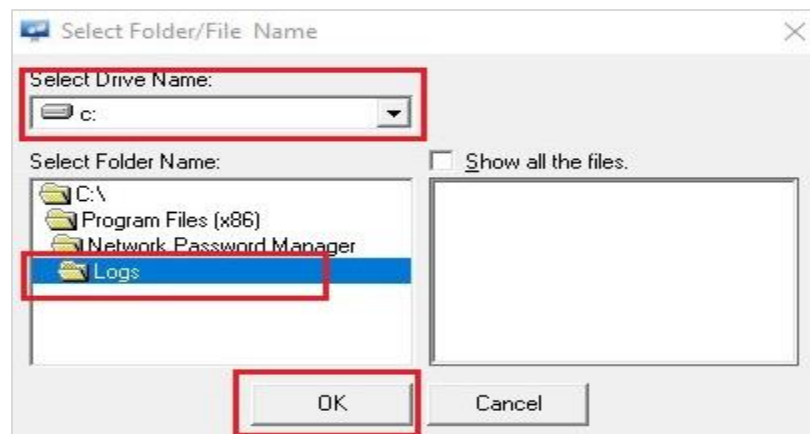 Select Folder/File Name
Select Drive Name:
c:
Select Folder Name:
Show all the files.
C:\
Program Files (x86)
Network Password Manager
Logs
OK
Cancel